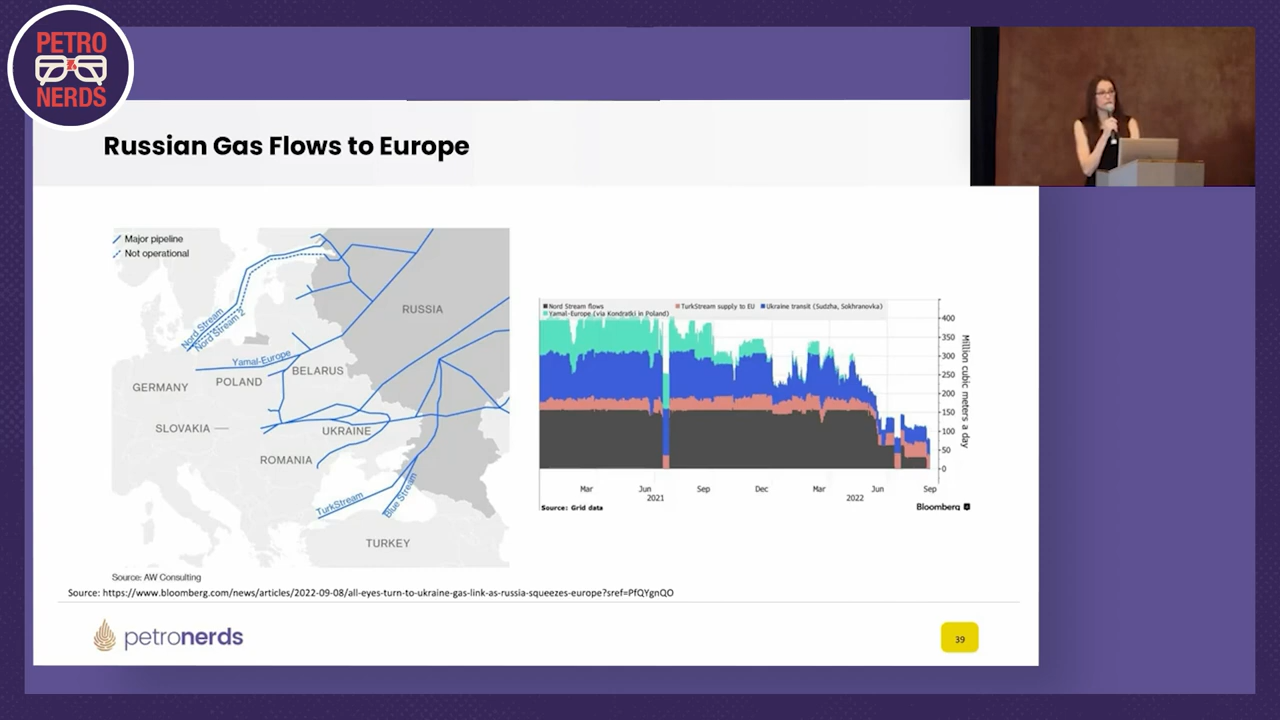 PETRO
NERDS
Russian Gas Flows to Europe
Major pipeline
Not operational
Nord Stream
Nord Stream 2
RUSSIA
Yamal-Europe
BELARUS
GERMANY
POLAND
SLOVAKIA
UKRAINE
ROMANIA
TurkStream
Blue Stream
TURKEY
Source: AW Consulting
Nord Stream flows
TurkStream supply to EU
Ukraine transit (Sudzha, Sokhranovka)
Yamal-Europe (via Kondratki in Poland)
400
350
300
250
200
150
100
50
0
Million cubic meters a day
Mar
Jun
Sep
Dec
Mar
Jun
Sep
2021
2022
Source: Grid data
Bloomberg
Source: https://www.bloomberg.com/news/articles/2022-09-08/all-eyes-turn-to-ukraine-gas-link-as-russia-squeezes-europe?sref=PfQYgnQO
petronerds
39